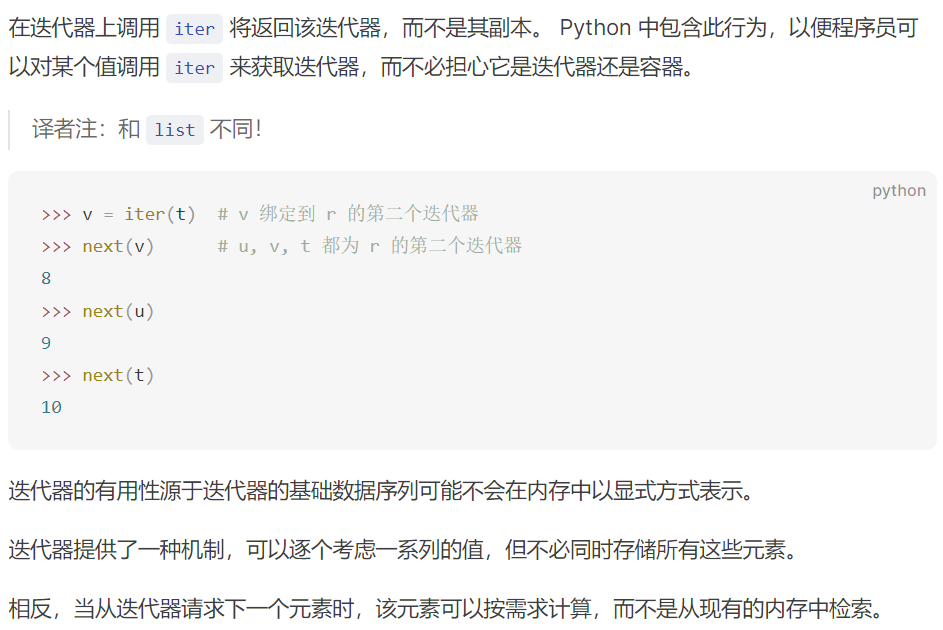 在迭代器上调用 iter 将返回该迭代器，而不是其副本。 Python 中包含此行为，以便程序员可
以对某个值调用 iter 来获取迭代器，而不必担心它是迭代器还是容器。
译者注：和 list 不同！
python
>>> v = iter(t)  # v 绑定到 r 的第二个迭代器
>>> next(v)      # u, v, t 都为 r 的第二个迭代器
8
>>> next(u)
9
>>> next(t)
10
迭代器的有用性源于迭代器的基础数据序列可能不会在内存中以显式方式表示。
迭代器提供了一种机制，可以逐个考虑一系列的值，但不必同时存储所有这些元素。
相反，当从迭代器请求下一个元素时，该元素可以按需求计算，而不是从现有的内存中检索。